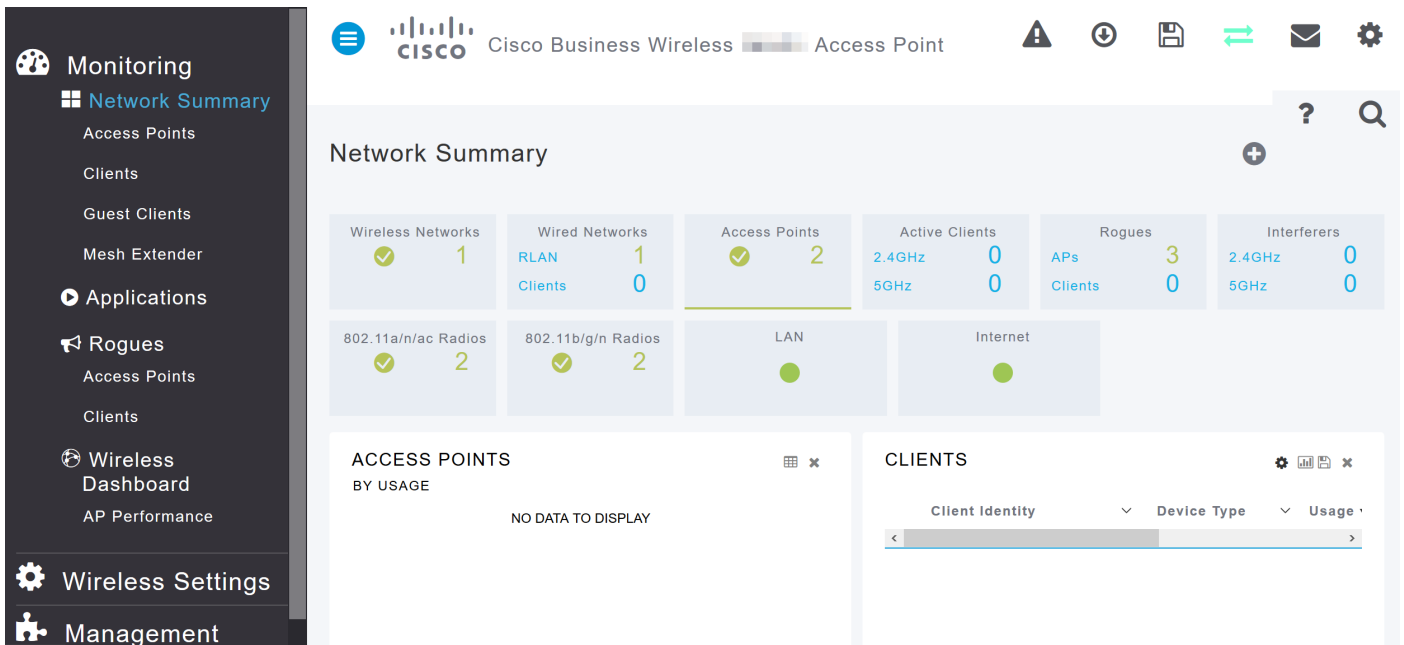 Monitoring
Network Summary
Access Points
Clients
Guest Clients
Mesh Extender
Applications
Rogues
Access Points
Clients
Wireless
Dashboard
AP Performance
Wireless Settings
Management
CISCO Cisco Business Wireless Access Point
?
Network Summary
Wireless Networks
1
Wired Networks
RLAN 1
Clients 0
Access Points
2
Active Clients
2.4GHz 0
5GHz 0
Rogues
APs 3
Clients 0
Interferers
2.4GHz 0
5GHz 0
802.11a/n/ac Radios
2
802.11b/g/n Radios
2
LAN
Internet
ACCESS POINTS
BY USAGE
NO DATA TO DISPLAY
CLIENTS
Client Identity Device Type Usage